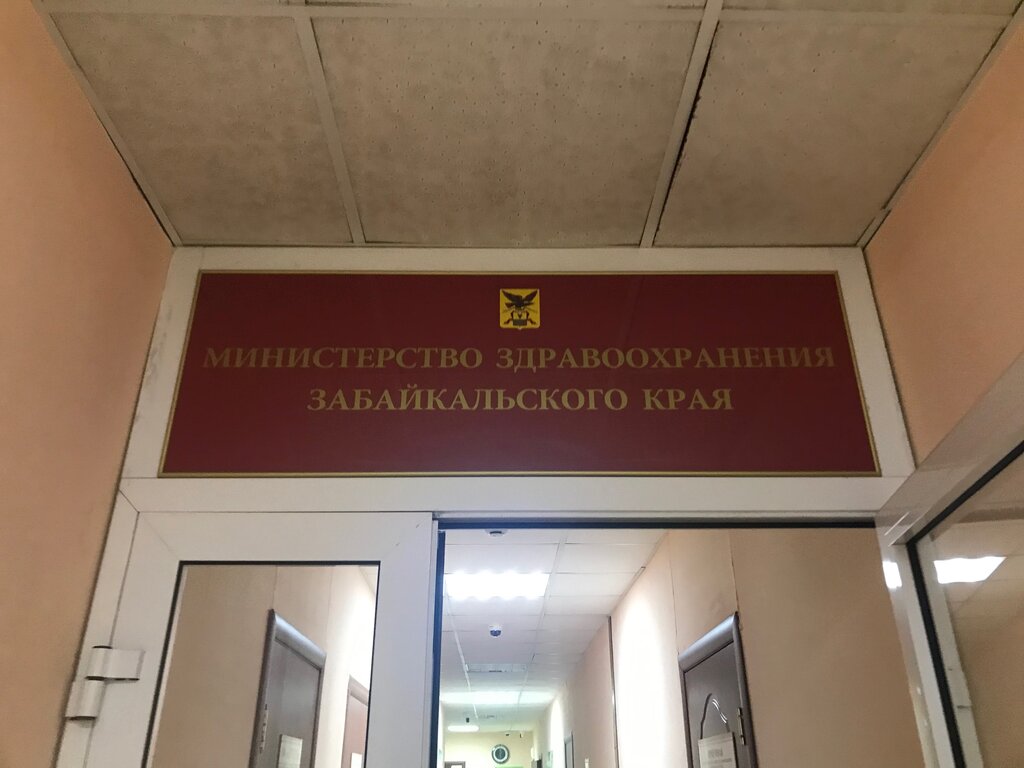 МИНИСТЕРСТВО ЗДРАВООХРАНЕНИЯ
ЗАБАЙКАЛЬСКОГО КРАЯ